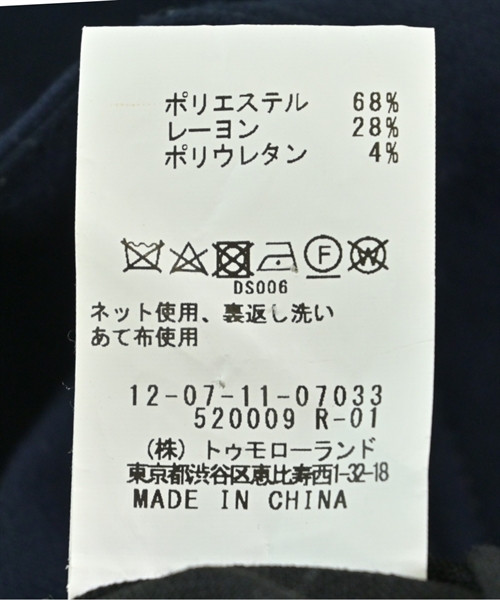 ポリエステル 68%
レーヨン 28%
ポリウレタン 4%
F W
DS006
ネット使用、裏返し洗い
あて布使用
12-07-11-07033
520009 R-01
（株）トゥモローランド
東京都渋谷区恵比寿西1-32-18
MADE IN CHINA